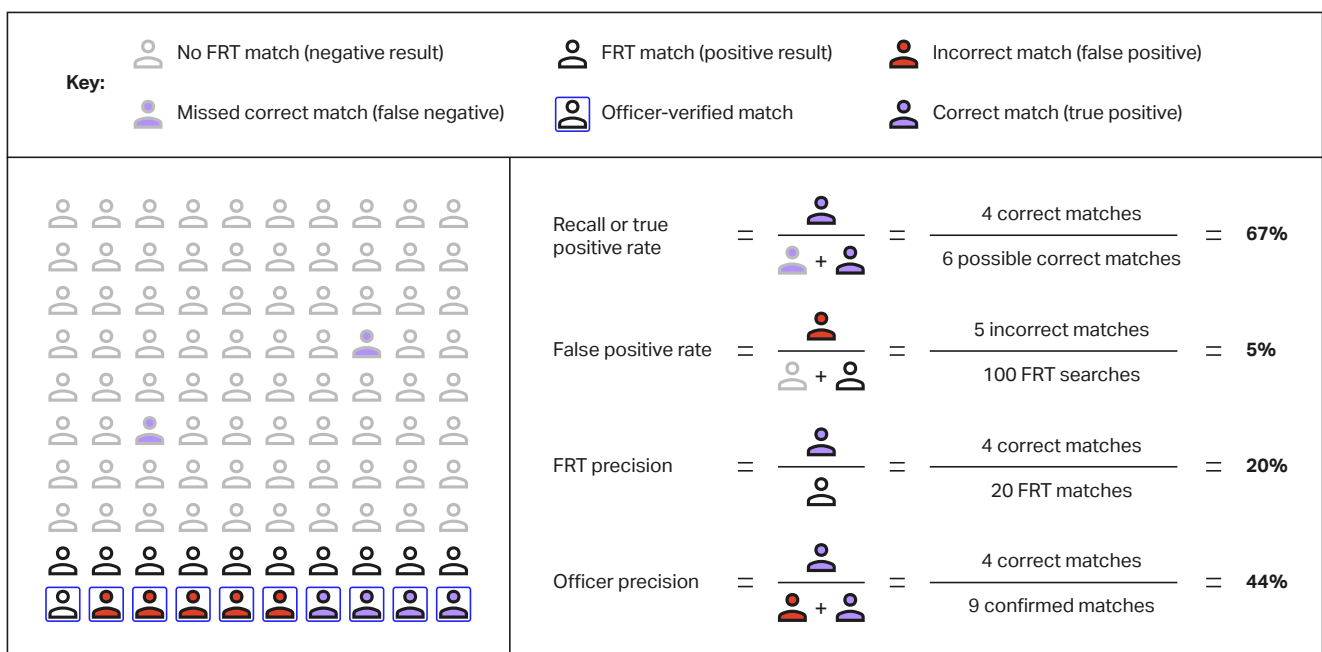 Key:
No FRT match (negative result)
FRT match (positive result)
Incorrect match (false positive)
Missed correct match (false negative)
Officer-verified match
Correct match (true positive)
Recall or true
positive rate
=
+
=
4 correct matches
6 possible correct matches
=
67%
False positive rate
=
+
=
5 incorrect matches
100 FRT searches
=
5%
FRT precision
=
=
4 correct matches
20 FRT matches
=
20%
Officer precision
=
+
=
4 correct matches
9 confirmed matches
=
44%